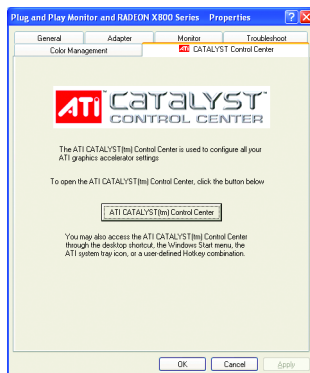 Plug and Play Monitor and RADEON X800 Series Properties
General Adapter Monitor Troubleshoot
Color Management ATI CATALYST Control Center
ATI CATALYST™
CONTROL CENTER
The ATI CATALYST(tm) Control Center is used to configure all your
ATI graphics accelerator settings
To open the ATI CATALYST(tm) Control Center, click the button below
ATI CATALYST(tm) Control Center
You may also access the ATI CATALYST(tm) Control Center
through the desktop shortcut, the Windows Start menu, the
ATI system tray icon, or a user-defined Hotkey combination.
OK Cancel Apply